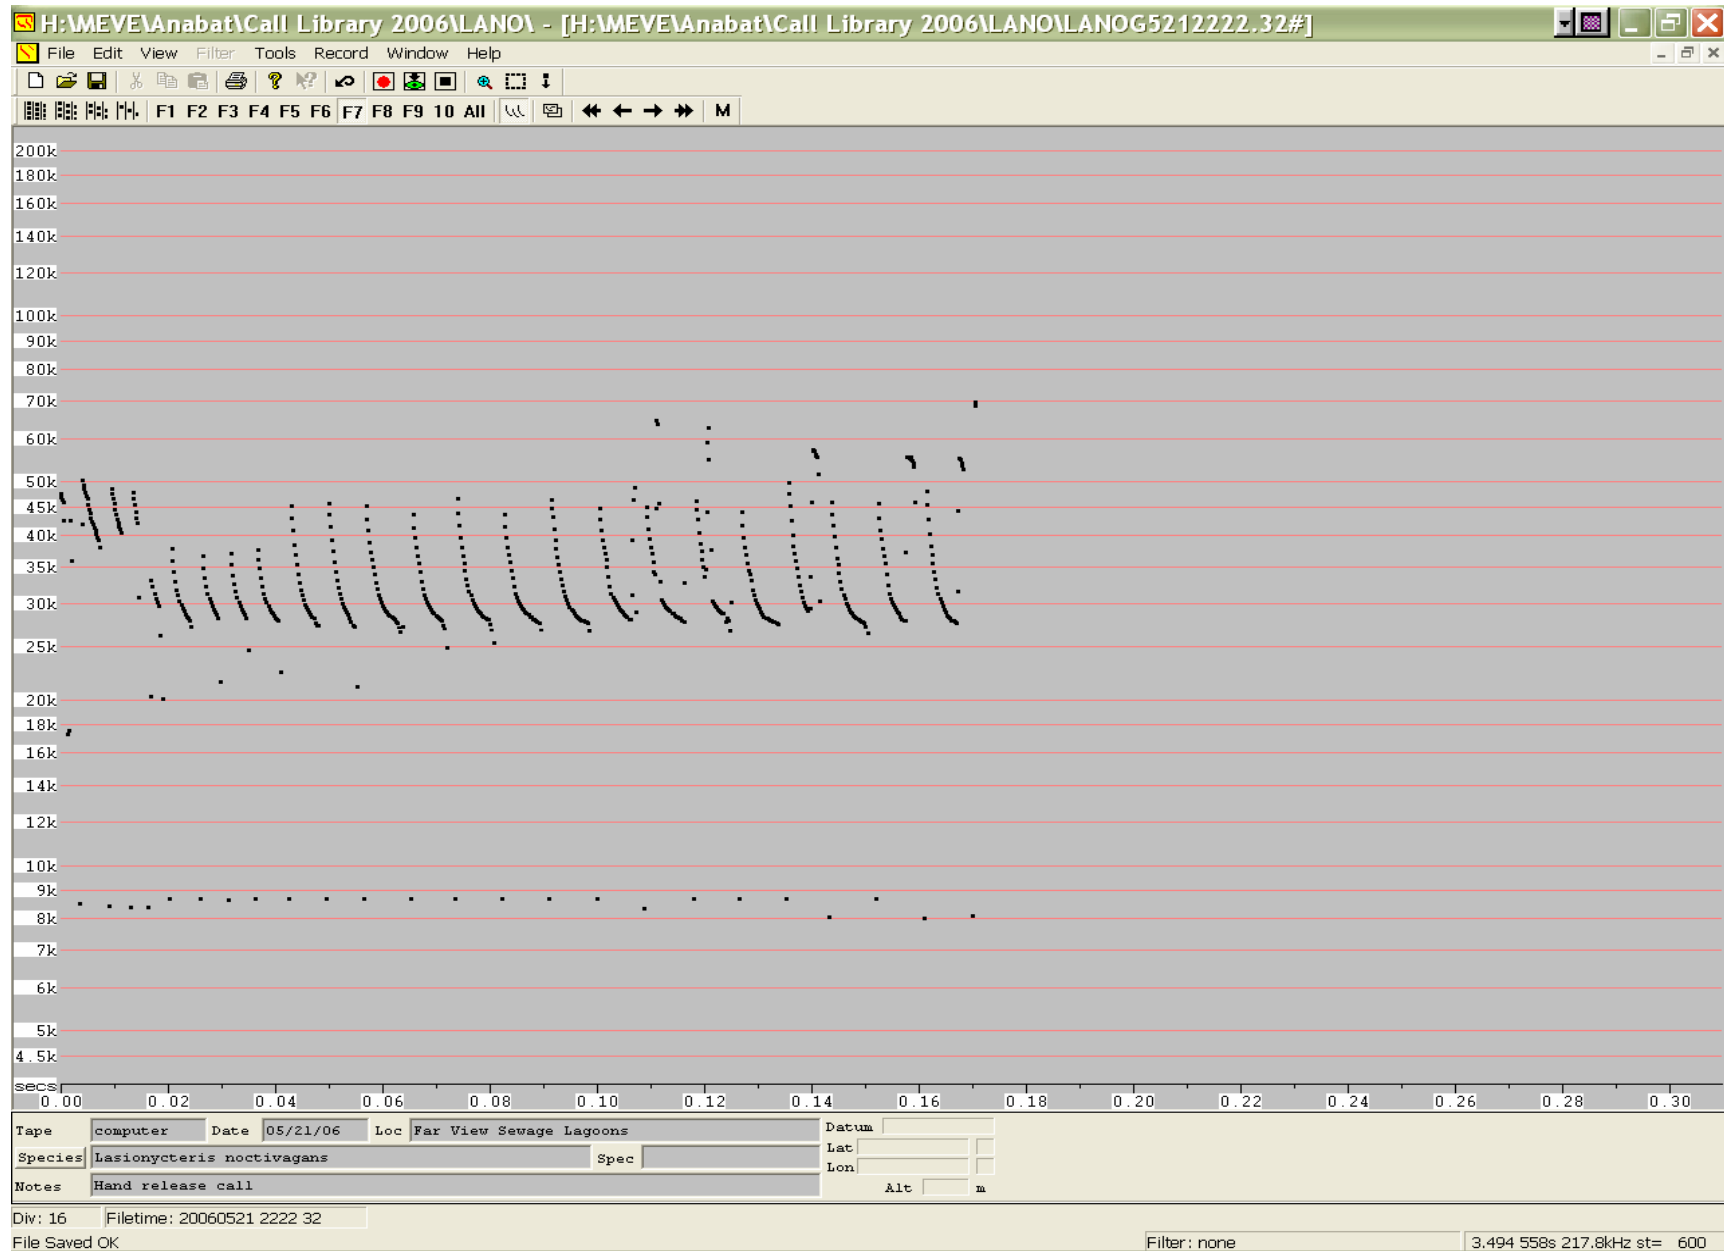 H:\MEVE\Anabat\Call Library 2006\LANO\ - [H:\MEVE\Anabat\Call Library 2006\LANO\LANOG5212222.32#]
File Edit View Filter Tools Record Window Help
F1 F2 F3 F4 F5 F6 F7 F8 F9 10 All M
200k
180k
160k
140k
120k
100k
90k
80k
70k
60k
50k
45k
40k
35k
30k
25k
20k
18k
16k
14k
12k
10k
9k
8k
7k
6k
5k
4.5k
secs
0.00 0.02 0.04 0.06 0.08 0.10 0.12 0.14 0.16 0.18 0.20 0.22 0.24 0.26 0.28 0.30
Tape computer Date 05/21/06 Loc Far View Sewage Lagoons Datum
Species Lasionycteris noctivagans Spec Lat
Lon
Notes Hand release call Alt m
Div: 16 Filetime: 20060521 2222 32
File Saved OK Filter: none 3.494 558s 217.8kHz st= 600